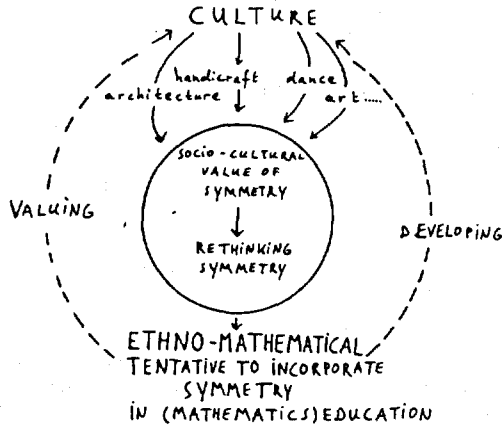 CULTURE
handicraft
dance
architecture
art.....
SOCIO-CULTURAL
VALUE OF
SYMMETRY
VALUING
DEVELOPING
RETHINKING
SYMMETRY
ETHNO-MATHEMATICAL
TENTATIVE TO INCORPORATE
SYMMETRY
IN (MATHEMATICS) EDUCATION